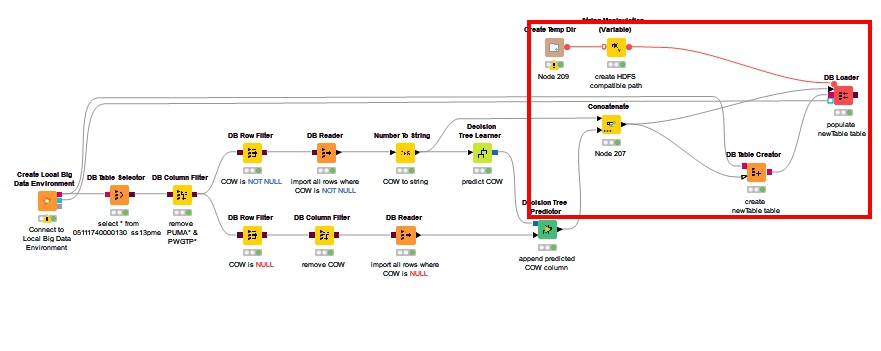 String Manipulation
Create Temp Dir
(Variable)
Node 209
create HDFS
compatible path
DB Loader
populate
newTable table
Concatenate
Node 207
DB Table Creator
create
newTable table
DB Row Filter
COW is NOT NULL
DB Reader
import all rows where
COW is NOT NULL
Number To String
COW to string
Decision
Tree Learner
predict COW
Create Local Big
Data Environment
Connect to
Local Big Data
Environment
DB Table Selector
select * from
05111740000130 ss13pme
DB Column Filter
remove
PUMA* &
PWGTP*
DB Row Filter
COW is NULL
DB Column Filter
remove COW
DB Reader
import all rows where
COW is NULL
Decision Tree
Predictor
append predicted
COW column